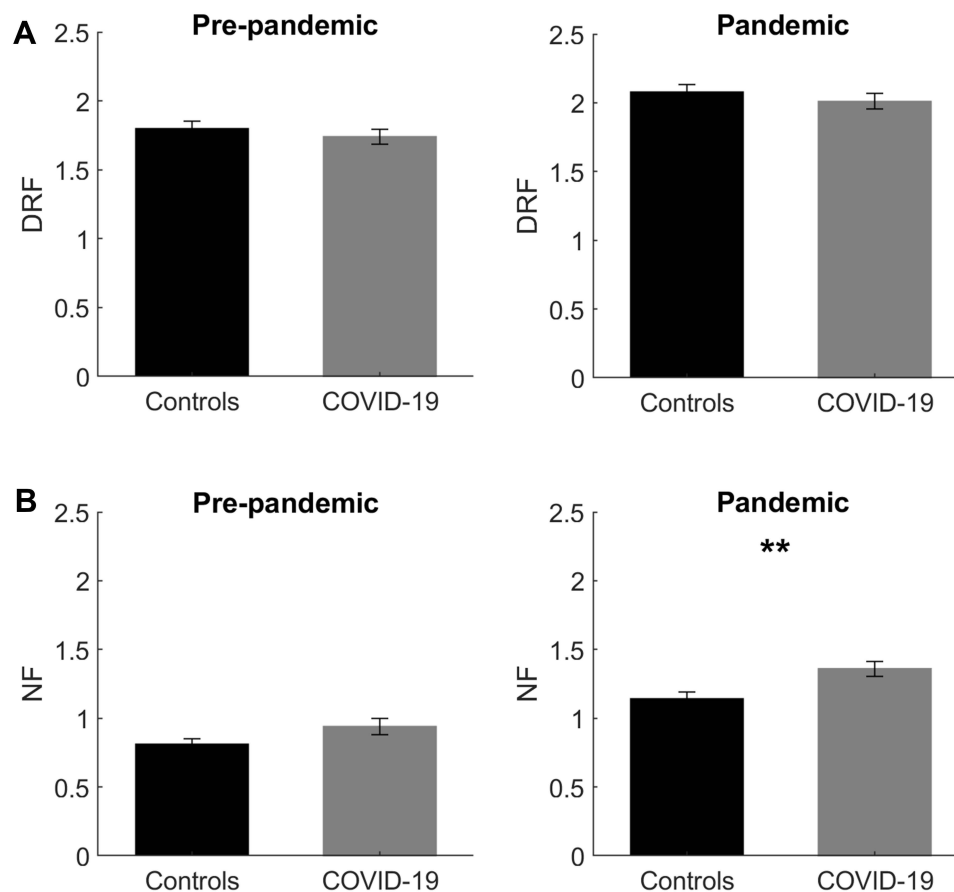 A
Pre-pandemic
2.5
2
1.5
1
0.5
0
DRF
Controls
COVID-19
Pandemic
2.5
2
1.5
1
0.5
0
DRF
Controls
COVID-19
B
Pre-pandemic
2.5
2
1.5
1
0.5
0
NF
Controls
COVID-19
Pandemic
**
2.5
2
1.5
1
0.5
0
NF
Controls
COVID-19